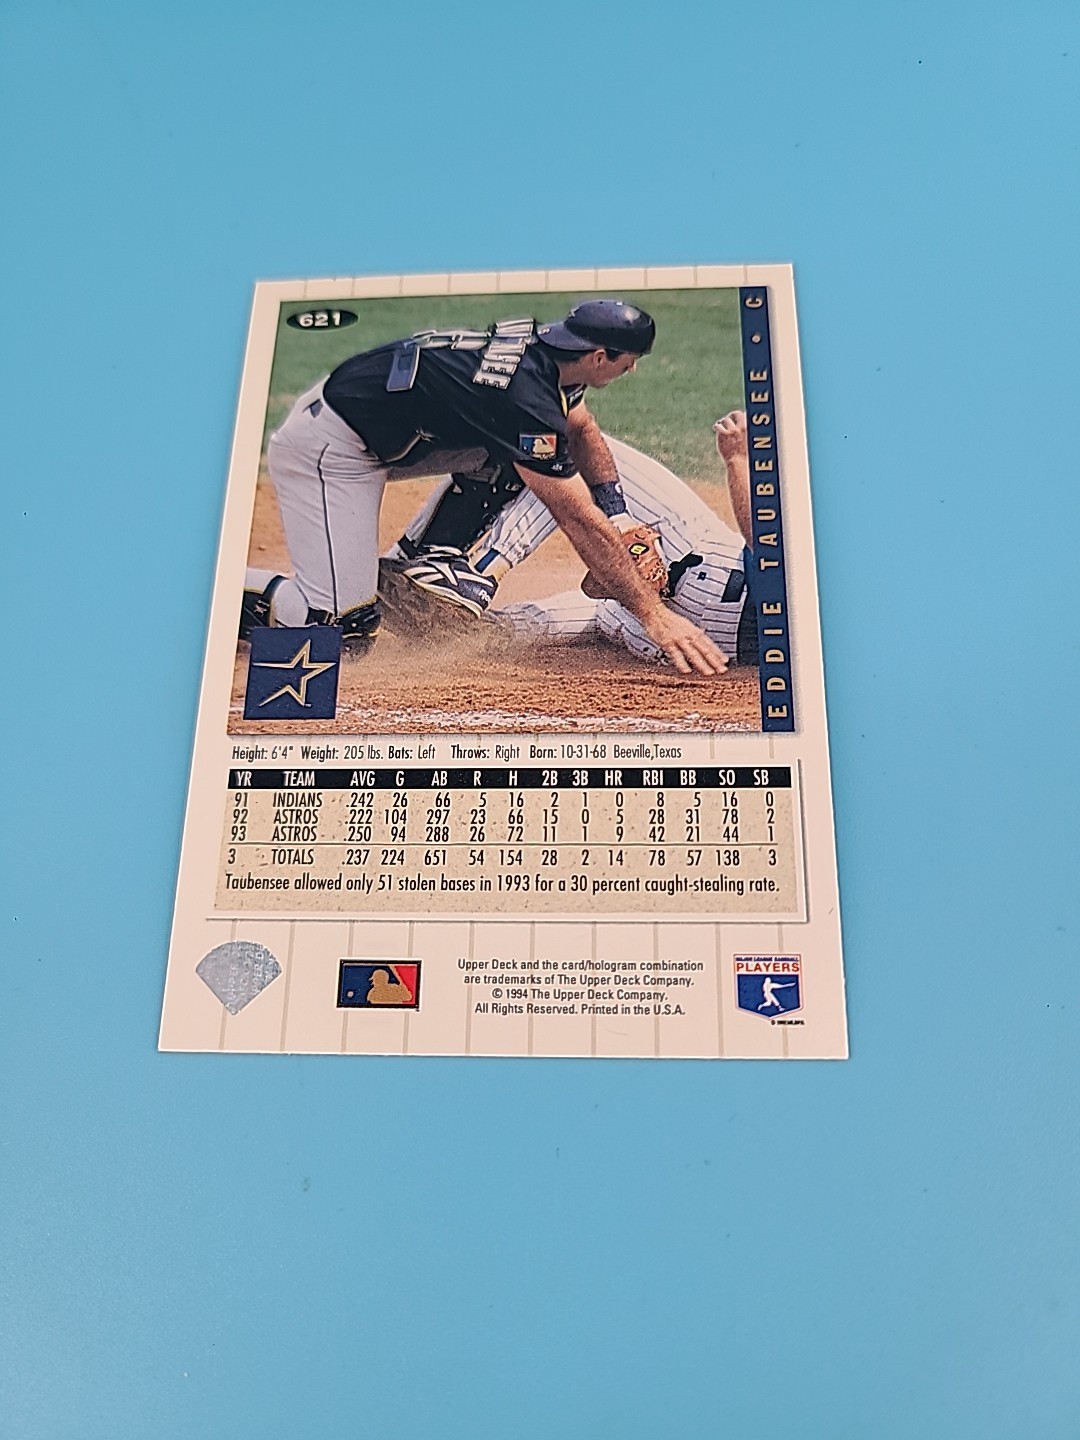 621
EDDIE TAUBENSEE • C
Reebok
Height: 6'4" Weight: 205 lbs. Bats: Left Throws: Right Born: 10-31-68 Beeville, Texas
YR TEAM AVG G AB R H 2B 3B HR RBI BB SO SB
91 INDIANS .242 26 66 5 16 2 1 0 8 5 16 0
92 ASTROS .222 104 297 23 66 15 0 5 28 31 78 2
93 ASTROS .250 94 288 26 72 11 1 9 42 21 44 1
3 TOTALS .237 224 651 54 154 28 2 14 78 57 138 3
Taubensee allowed only 51 stolen bases in 1993 for a 30 percent caught-stealing rate.
Upper Deck and the card/hologram combination
are trademarks of The Upper Deck Company.
© 1994 The Upper Deck Company.
All Rights Reserved. Printed in the U.S.A.
MAJOR LEAGUE BASEBALL
PLAYERS